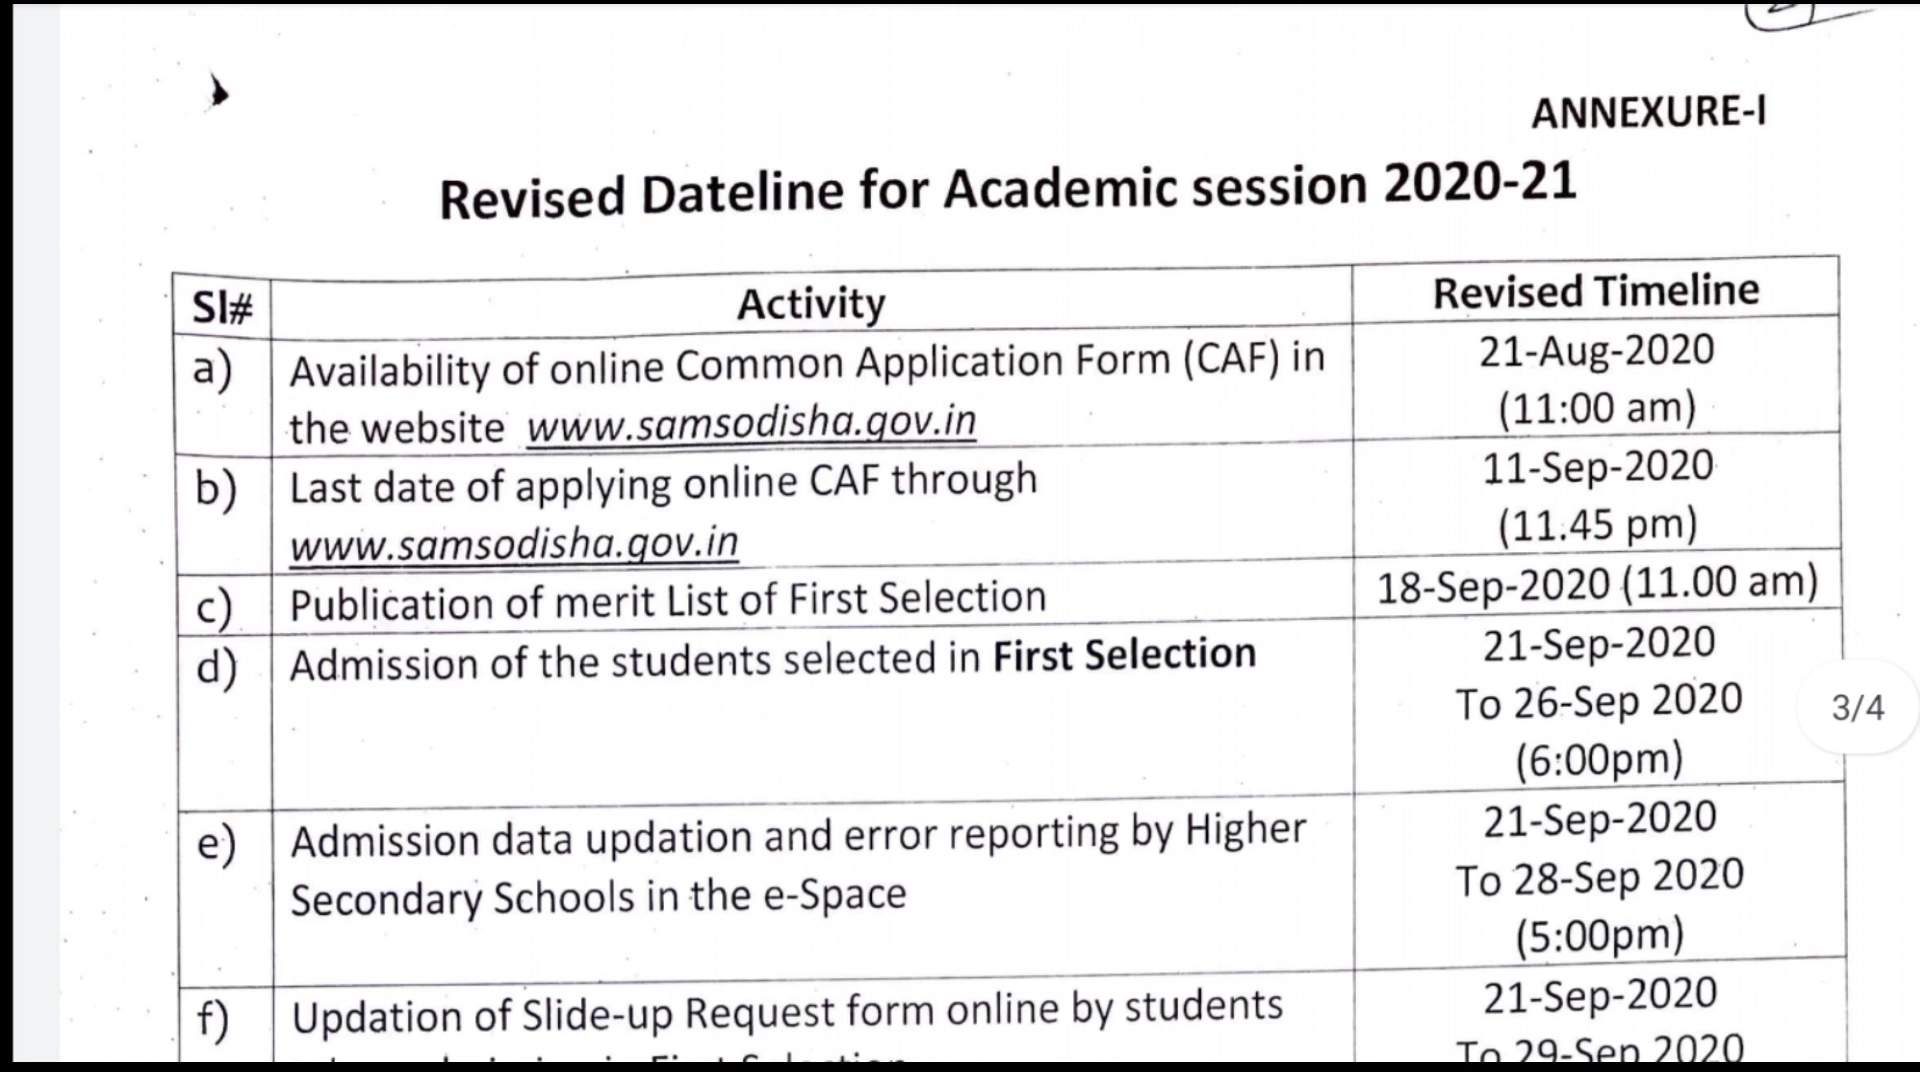 ANNEXURE-I
Revised Dateline for Academic session 2020-21
Sl# Activity Revised Timeline
a) Availability of online Common Application Form (CAF) in
the website www.samsodisha.gov.in
21-Aug-2020
(11:00 am)
b) Last date of applying online CAF through
www.samsodisha.gov.in
11-Sep-2020
(11.45 pm)
c) Publication of merit List of First Selection 18-Sep-2020 (11.00 am)
d) Admission of the students selected in First Selection
21-Sep-2020
To 26-Sep 2020
(6:00pm)
3/4
e) Admission data updation and error reporting by Higher
Secondary Schools in the e-Space
21-Sep-2020
To 28-Sep 2020
(5:00pm)
f) Updation of Slide-up Request form online by students
21-Sep-2020
To 29-Sep 2020